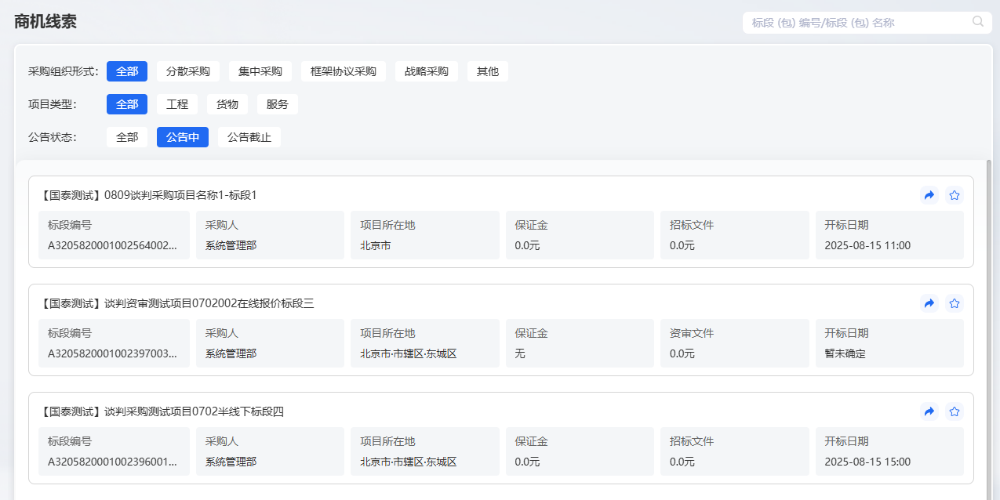 商机线索
标段 (包) 编号/标段 (包) 名称
采购组织形式： 全部 分散采购 集中采购 框架协议采购 战略采购 其他
项目类型： 全部 工程 货物 服务
公告状态： 全部 公告中 公告截止
【国泰测试】0809谈判采购项目名称1-标段1
标段编号 采购人 项目所在地 保证金 招标文件 开标日期
A3205820001002564002... 系统管理部 北京市 0.0元 0.0元 2025-08-15 11:00
【国泰测试】谈判资审测试项目0702002在线报价标段三
标段编号 采购人 项目所在地 保证金 资审文件 开标日期
A3205820001002397003... 系统管理部 北京市·市辖区·东城区 无 0.0元 暂未确定
【国泰测试】谈判采购测试项目0702半线下标段四
标段编号 采购人 项目所在地 保证金 招标文件 开标日期
A3205820001002396001... 系统管理部 北京市·市辖区·东城区 0.0元 0.0元 2025-08-15 15:00